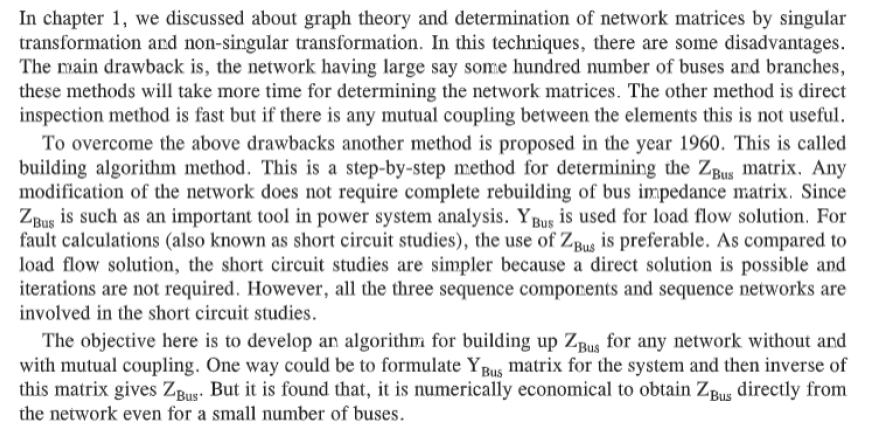 In chapter 1, we discussed about graph theory and determination of network matrices by singular
transformation and non-singular transformation. In this techniques, there are some disadvantages.
The main drawback is, the network having large say some hundred number of buses and branches,
these methods will take more time for determining the network matrices. The other method is direct
inspection method is fast but if there is any mutual coupling between the elements this is not useful.
To overcome the above drawbacks another method is proposed in the year 1960. This is called
building algorithm method. This is a step-by-step method for determining the Z_Bus matrix. Any
modification of the network does not require complete rebuilding of bus impedance matrix. Since
Z_Bus is such as an important tool in power system analysis. Y_Bus is used for load flow solution. For
fault calculations (also known as short circuit studies), the use of Z_Bus is preferable. As compared to
load flow solution, the short circuit studies are simpler because a direct solution is possible and
iterations are not required. However, all the three sequence components and sequence networks are
involved in the short circuit studies.
The objective here is to develop an algorithm for building up Z_Bus for any network without and
with mutual coupling. One way could be to formulate Y_Bus matrix for the system and then inverse of
this matrix gives Z_Bus. But it is found that, it is numerically economical to obtain Z_Bus directly from
the network even for a small number of buses.